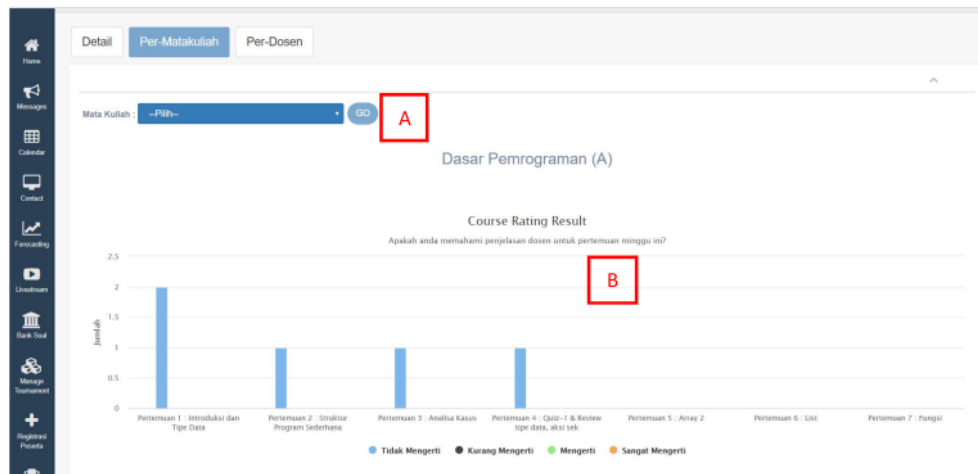 Detail Per-Matakuliah Per-Dosen
Home
Messages
Calendar
Contact
Forecasting
Livestream
Bank Soal
Manage
Tournament
Registrasi
Peserta
Mata Kuliah : --Pilih-- GO A
Dasar Pemrograman (A)
Course Rating Result
Apakah anda memahami penjelasan dosen untuk pertemuan minggu ini?
B
Jumlah
2.5
2
1.5
1
0.5
0
Pertemuan 1 : Introduksi dan
Tipe Data
Pertemuan 2 : Struktur
Program Sederhana
Pertemuan 3 : Analisa Kasus
Pertemuan 4 : Quiz-1 & Review
tipe data, aksi sek
Pertemuan 5 : Array 2
Pertemuan 6 : List
Pertemuan 7 : Fungsi
Tidak Mengerti Kurang Mengerti Mengerti Sangat Mengerti